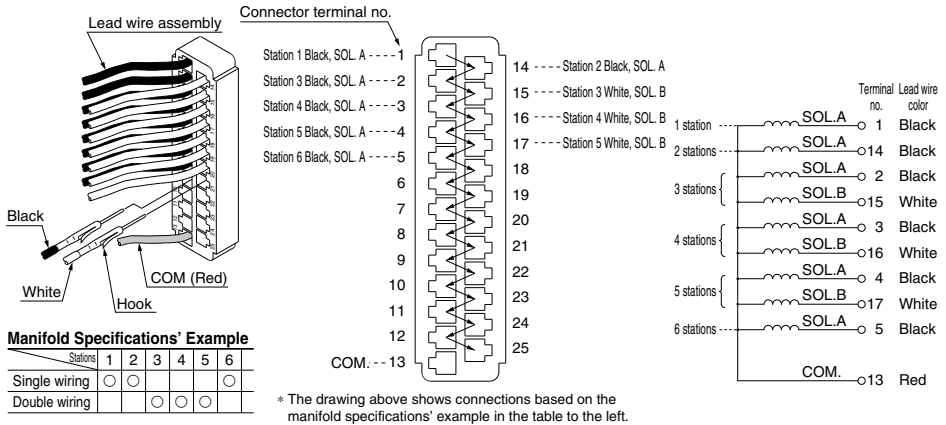 Connector terminal no.
Lead wire assembly
Station 1 Black, SOL. A 1
Station 3 Black, SOL. A 2
Station 4 Black, SOL. A 3
Station 5 Black, SOL. A 4
Station 6 Black, SOL. A 5
6
7
8
9
10
11
12
COM. 13
14 Station 2 Black, SOL. A
15 Station 3 White, SOL. B
16 Station 4 White, SOL. B
17 Station 5 White, SOL. B
18
19
20
21
22
23
24
25
Black
White
Hook
COM (Red)
Terminal no. Lead wire color
1 station SOL.A 1 Black
2 stations SOL.A 14 Black
3 stations SOL.A 2 Black
SOL.B 15 White
4 stations SOL.A 3 Black
SOL.B 16 White
5 stations SOL.A 4 Black
SOL.B 17 White
6 stations SOL.A 5 Black
COM. 13 Red
Manifold Specifications' Example
Stations 1 2 3 4 5 6
Single wiring ○ ○ ○
Double wiring ○ ○ ○
* The drawing above shows connections based on the
manifold specifications' example in the table to the left.